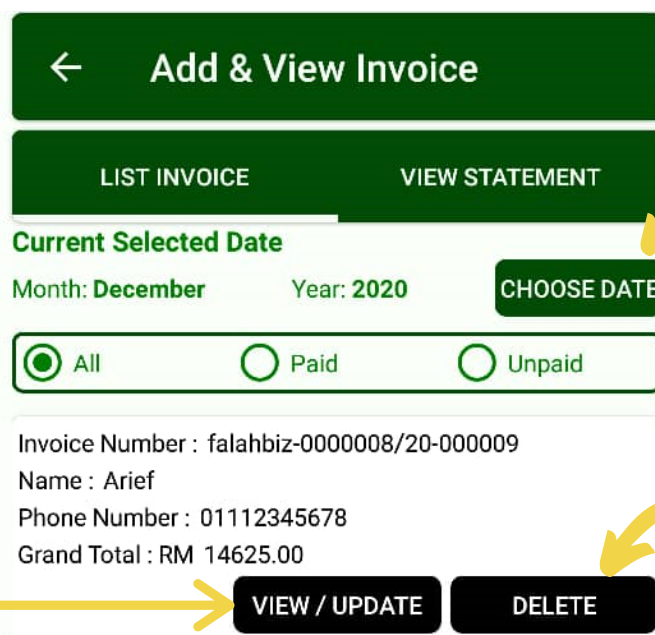 Add & View Invoice
LIST INVOICE VIEW STATEMENT
Current Selected Date
Month: December Year: 2020 CHOOSE DATE
All Paid Unpaid
Invoice Number : falahbiz-0000008/20-000009
Name : Arief
Phone Number : 01112345678
Grand Total : RM 14625.00
VIEW / UPDATE DELETE